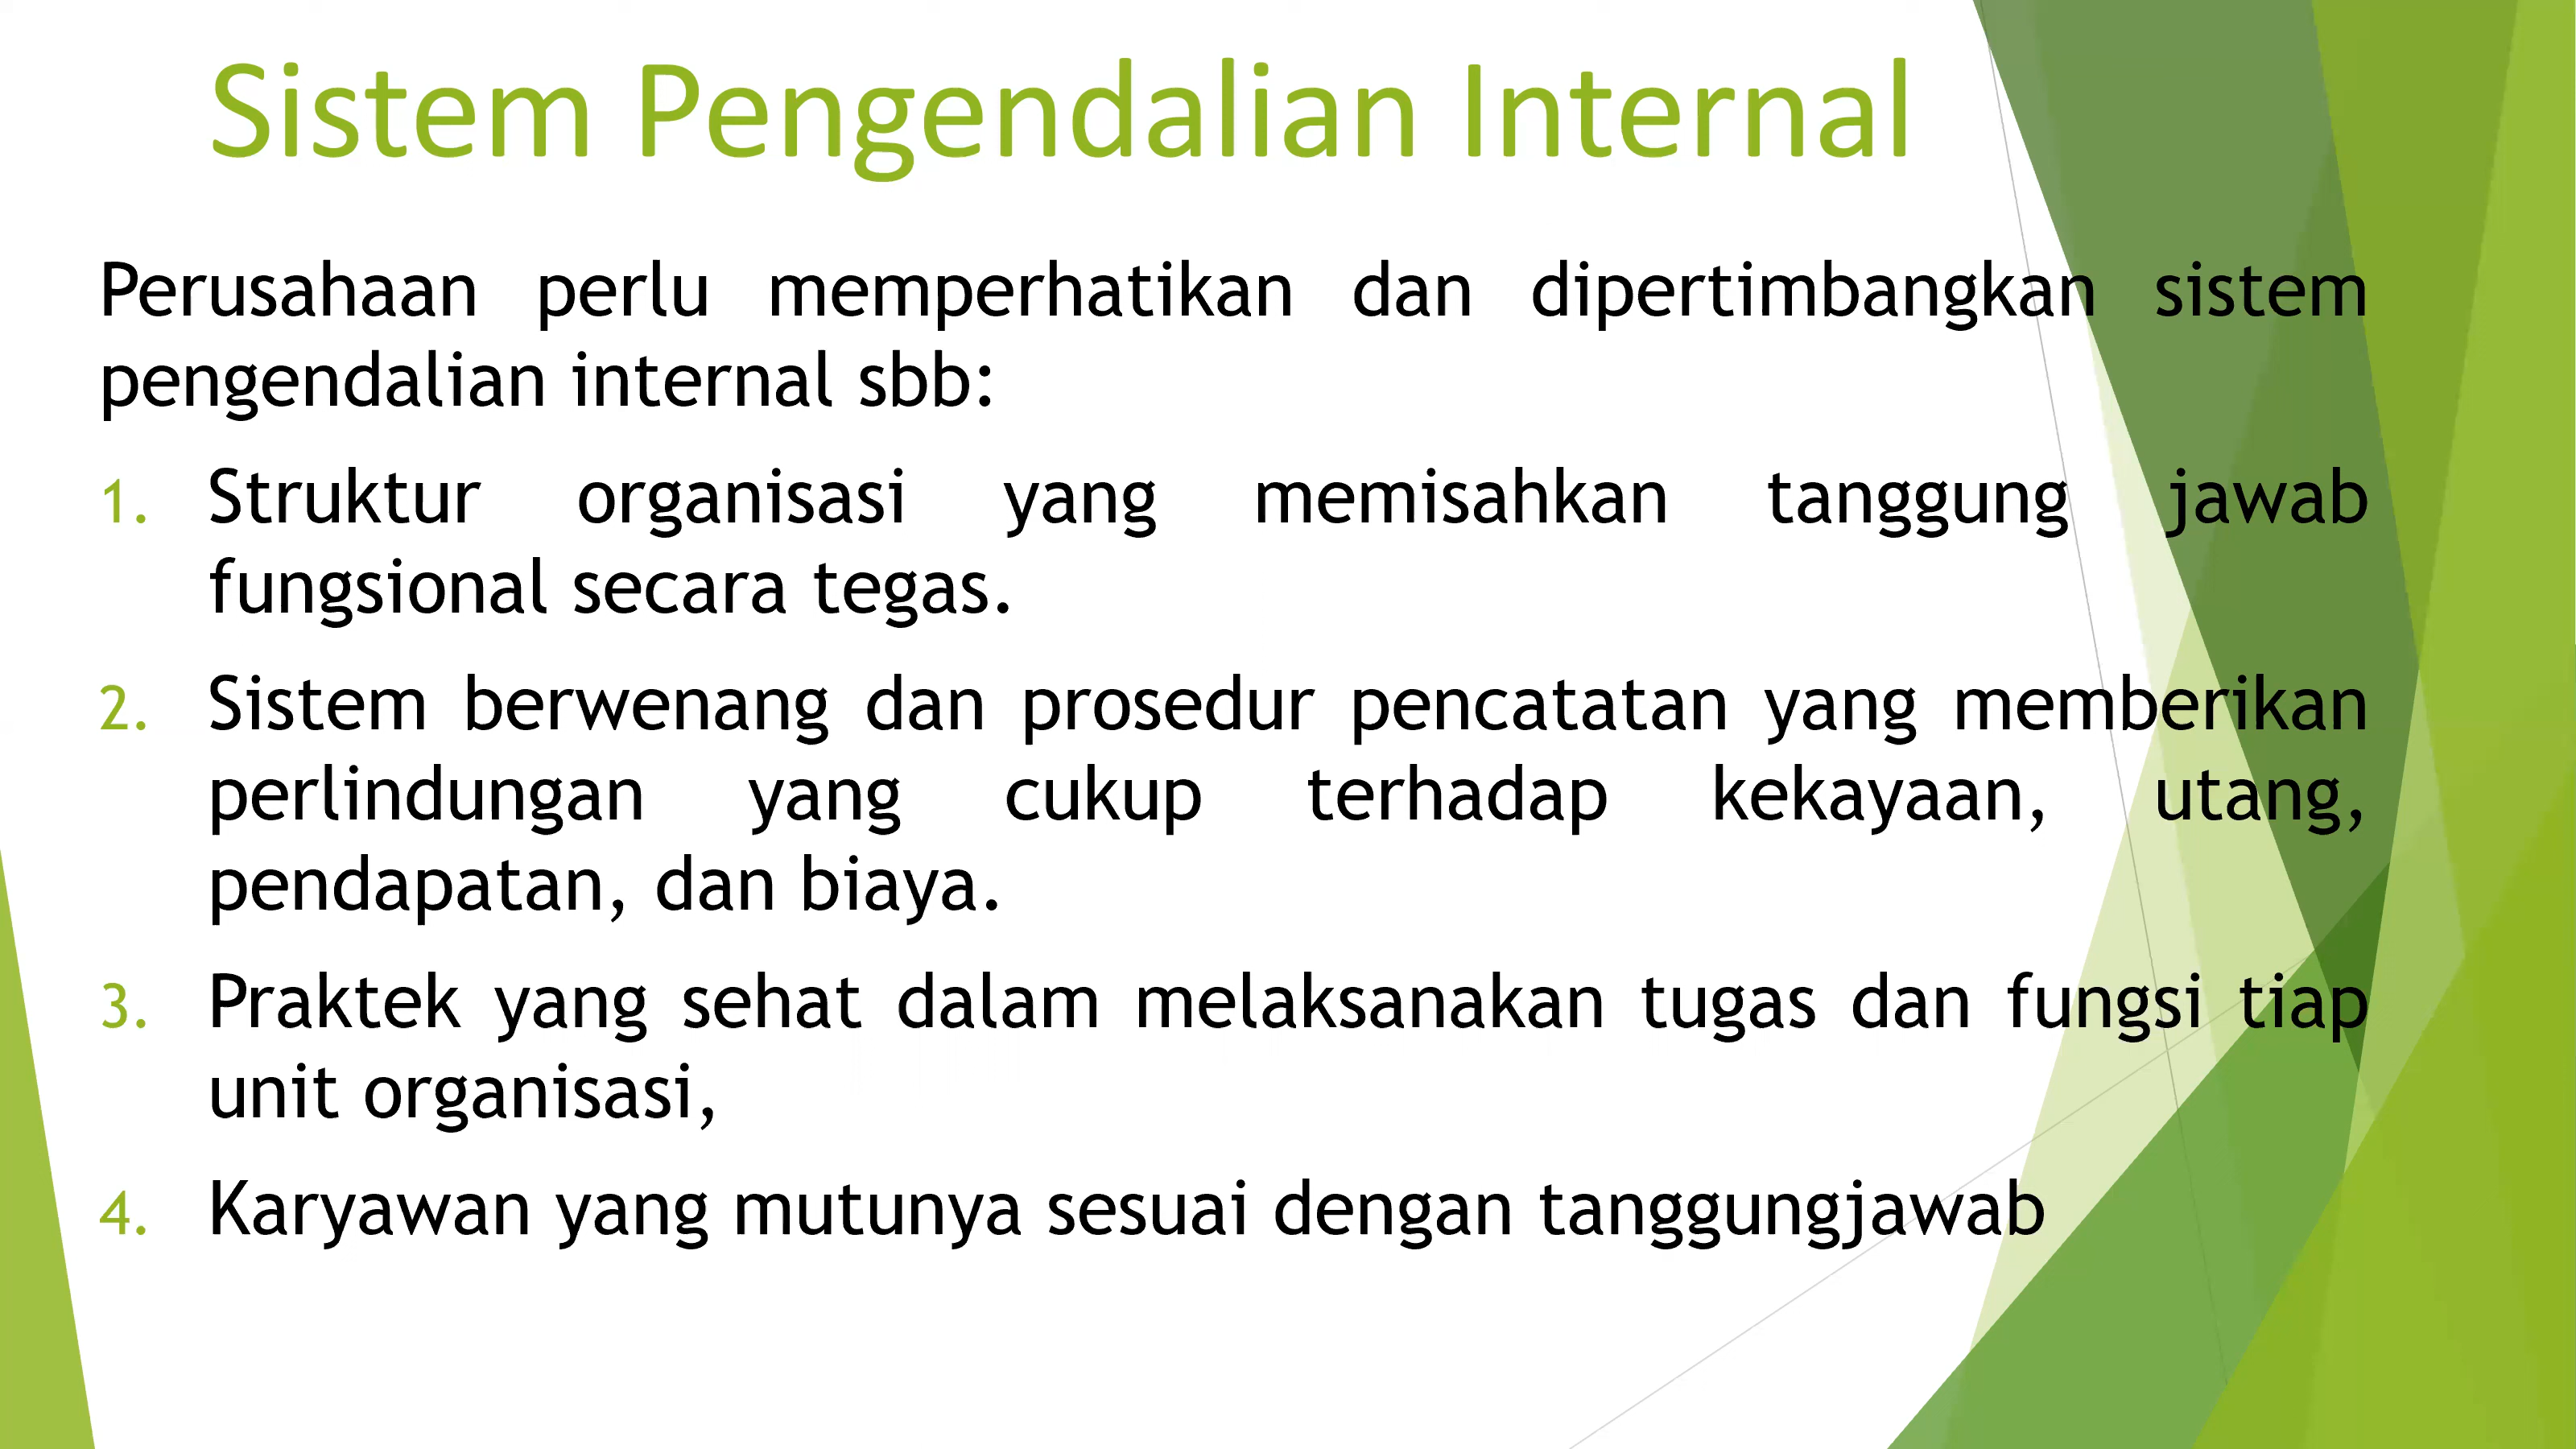 Sistem Pengendalian Internal
Perusahaan perlu memperhatikan dan dipertimbangkan sistem
pengendalian internal sbb:
1. Struktur organisasi yang memisahkan tanggung jawab
fungsional secara tegas.
2. Sistem berwenang dan prosedur pencatatan yang memberikan
perlindungan yang cukup terhadap kekayaan, utang,
pendapatan, dan biaya.
3. Praktek yang sehat dalam melaksanakan tugas dan fungsi tiap
unit organisasi,
4. Karyawan yang mutunya sesuai dengan tanggungjawab